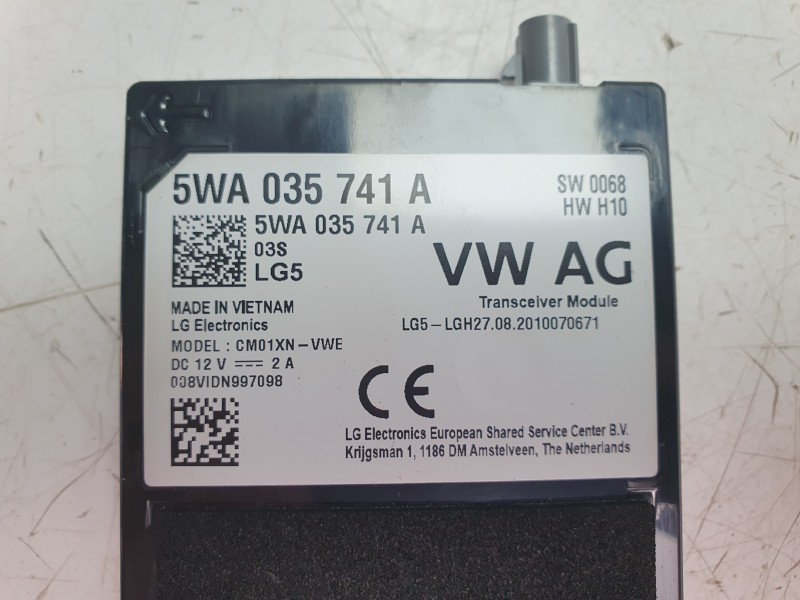 5WA 035 741 A
SW 0068
HW H10
5WA 035 741 A
03S
LG5
VW AG
Transceiver Module
MADE IN VIETNAM
LG Electronics
LG5-LGH27.08.2010070671
MODEL : CM01XN-VWE
DC 12 V ⎓ 2 A
008VIDN997098
CE
LG Electronics European Shared Service Center B.V.
Krijgsman 1, 1186 DM Amstelveen, The Netherlands